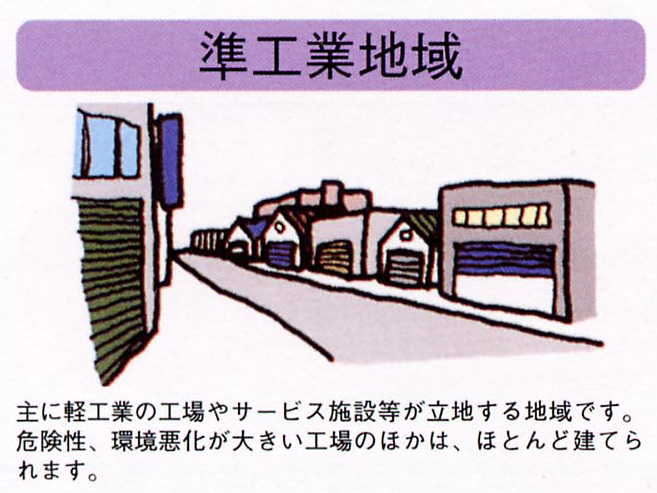 準工業地域
主に軽工業の工場やサービス施設等が立地する地域です。
危険性、環境悪化が大きい工場のほかは、ほとんど建てら
れます。